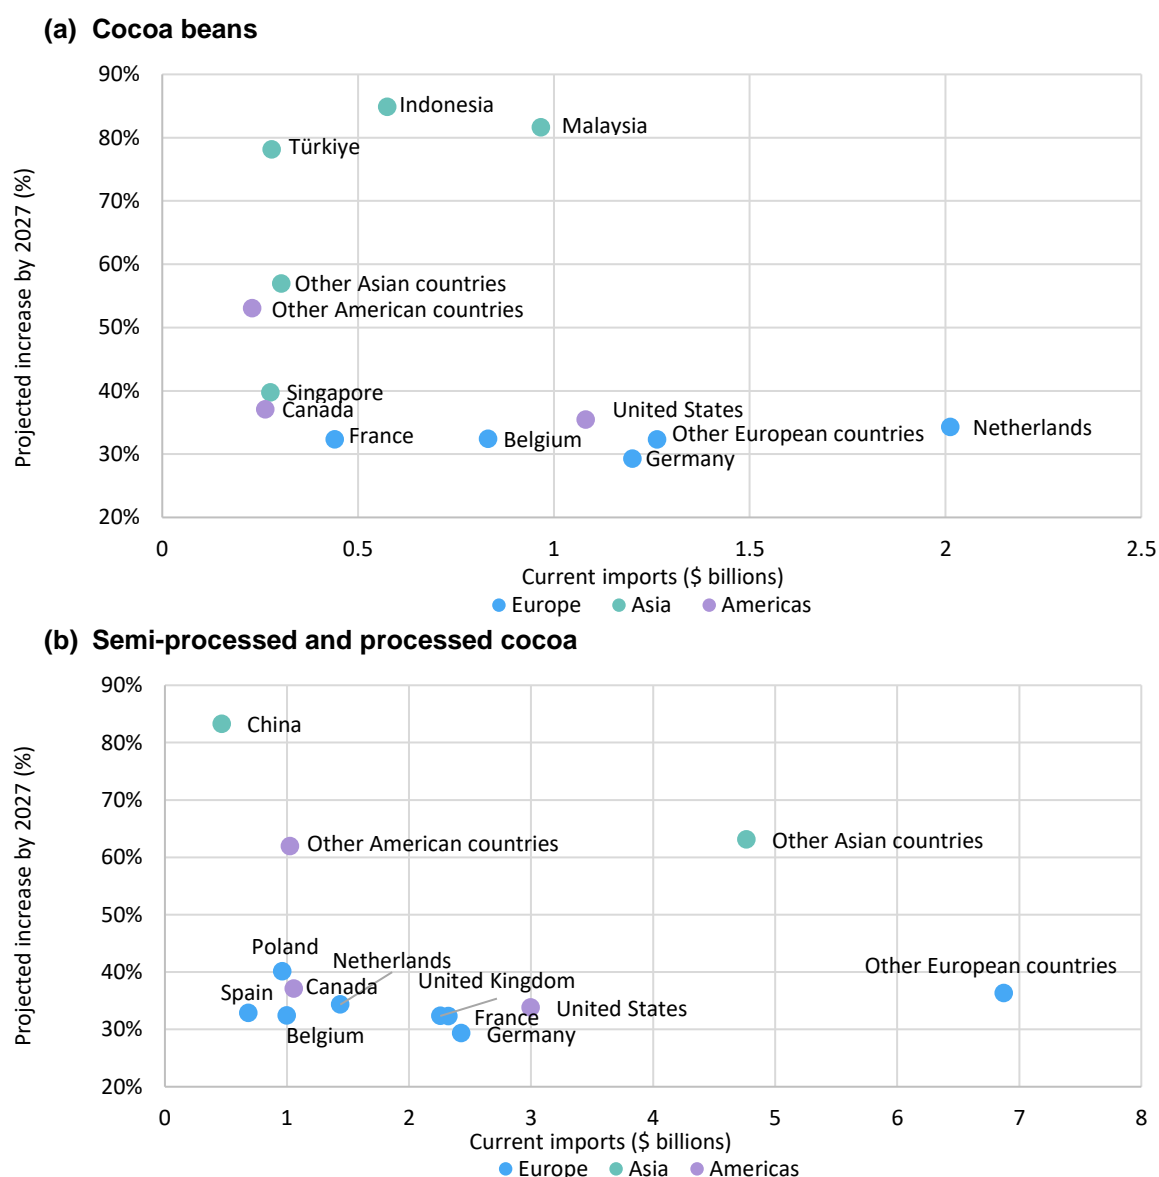 (a) Cocoa beans
90%
Indonesia
Malaysia
80%
Türkiye
70%
60%
Other Asian countries
Other American countries
50%
40%
Singapore
Canada
United States
France
Belgium
Other European countries
Netherlands
30%
Germany
20%
Projected increase by 2027 (%)
0 0.5 1 1.5 2 2.5
Current imports ($ billions)
Europe Asia Americas
(b) Semi-processed and processed cocoa
90%
China
80%
70%
Other American countries
Other Asian countries
60%
50%
Poland
Netherlands
Other European countries
40%
United Kingdom
Canada
Spain
United States
France
30%
Belgium
Germany
20%
Projected increase by 2027 (%)
0 1 2 3 4 5 6 7 8
Current imports ($ billions)
Europe Asia Americas